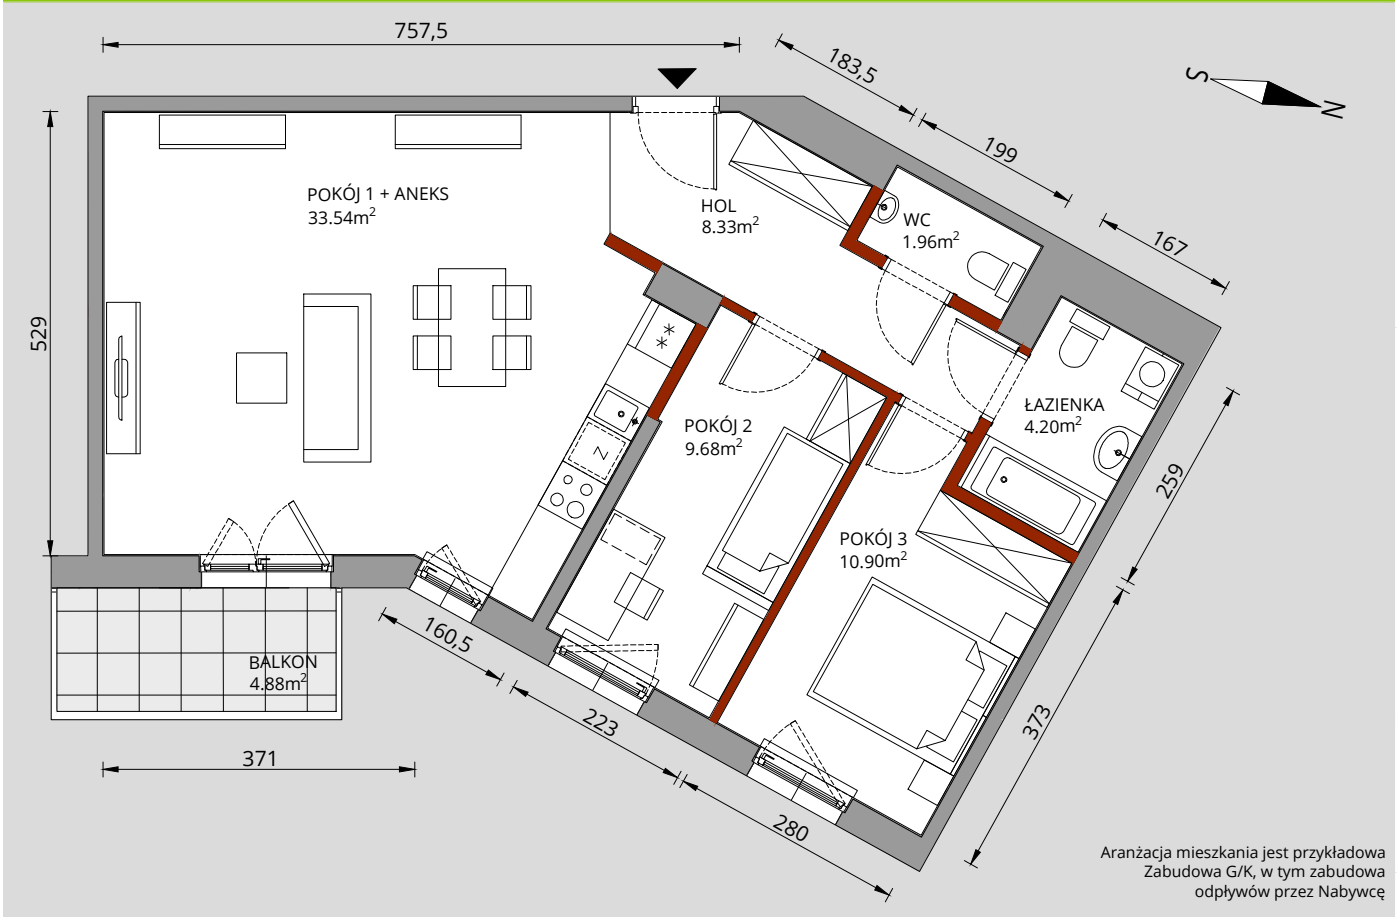 757,5
183,5
S
N
199
POKÓJ 1 + ANEKS
33.54m²
HOL
8.33m²
WC
1.96m²
167
529
ŁAZIENKA
4.20m²
POKÓJ 2
9.68m²
Z
259
POKÓJ 3
10.90m²
160,5
BALKON
4.88m²
223
373
371
280
Aranżacja mieszkania jest przykładowa
Zabudowa G/K, w tym zabudowa
odpływów przez Nabywcę